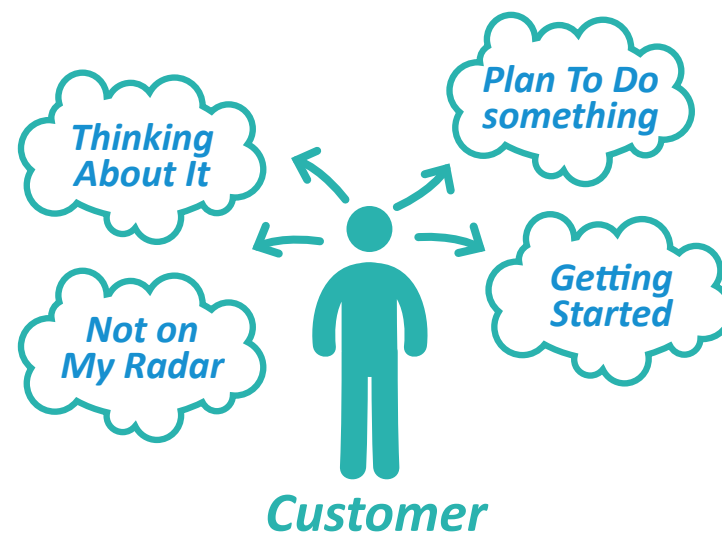 Thinking
About It
Plan To Do
something
Not on
My Radar
Getting
Started
Customer